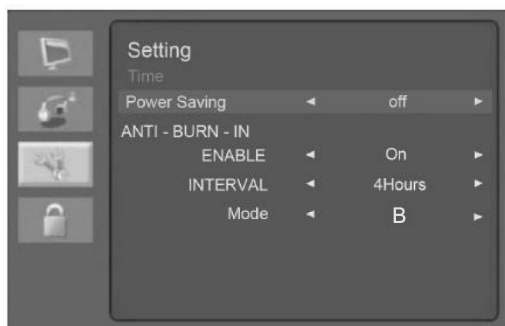 Setting
Time
Power Saving ◄ off ►
ANTI - BURN - IN
ENABLE ◄ On ►
INTERVAL ◄ 4Hours ►
Mode ◄ B ►